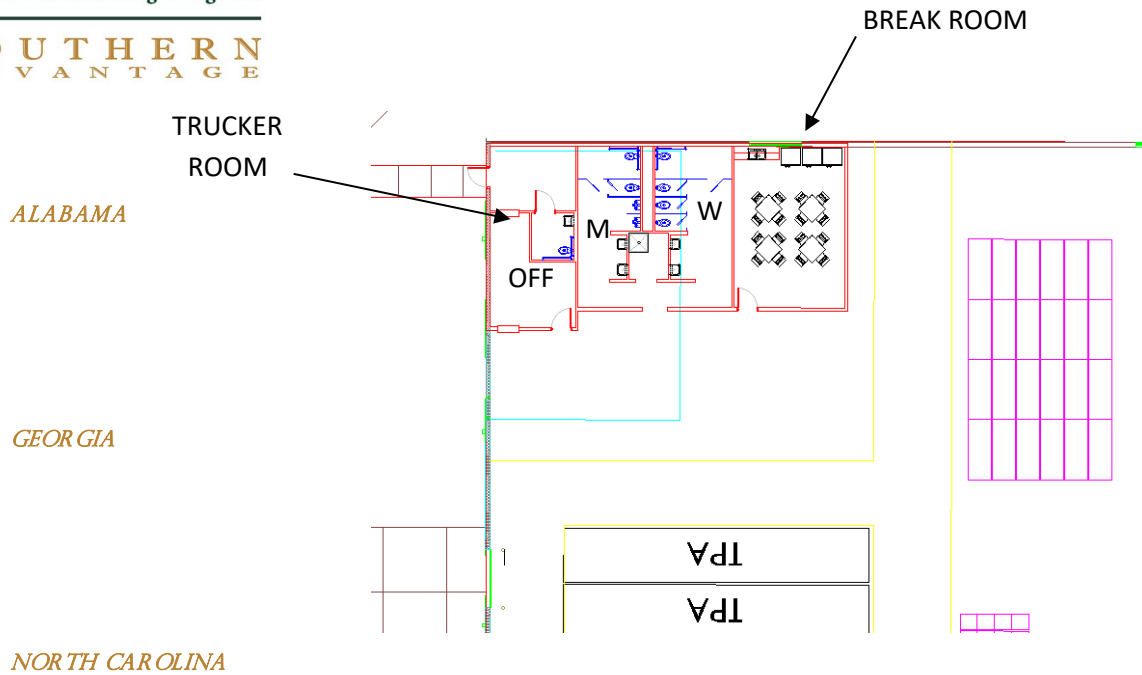 UTHERN
VANTAGE
BREAK ROOM
TRUCKER
ROOM
ALABAMA
M
W
OFF
GEORGIA
TPA
TPA
NORTH CAROLINA